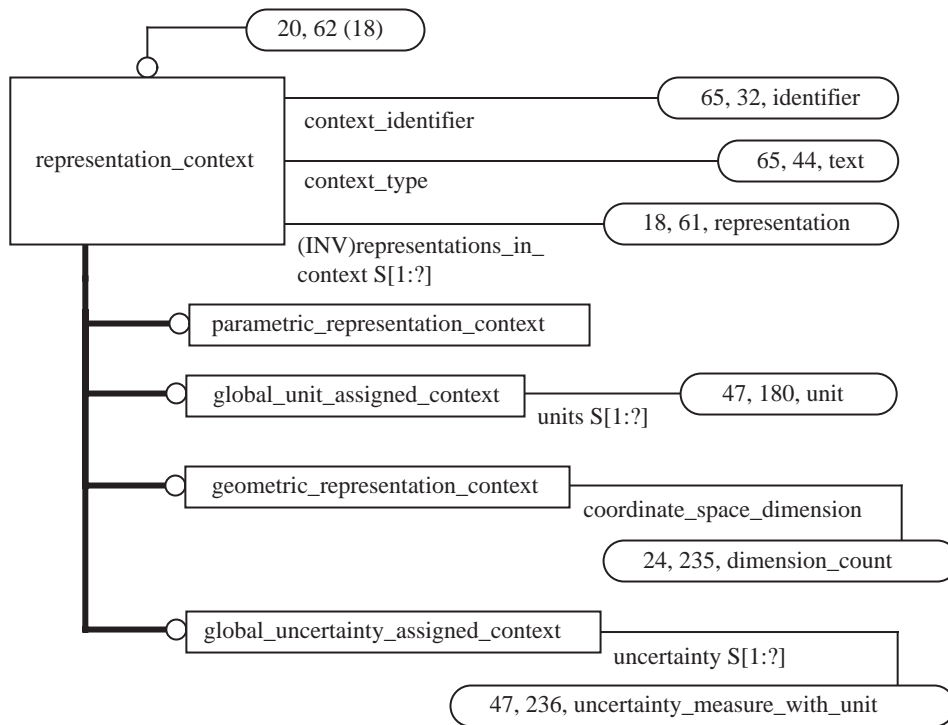 20, 62 (18)
65, 32, identifier
context_identifier
representation_context
65, 44, text
context_type
18, 61, representation
(INV)representations_in_
context S[1:?]
parametric_representation_context
global_unit_assigned_context
47, 180, unit
units S[1:?]
geometric_representation_context
coordinate_space_dimension
24, 235, dimension_count
global_uncertainty_assigned_context
uncertainty S[1:?]
47, 236, uncertainty_measure_with_unit